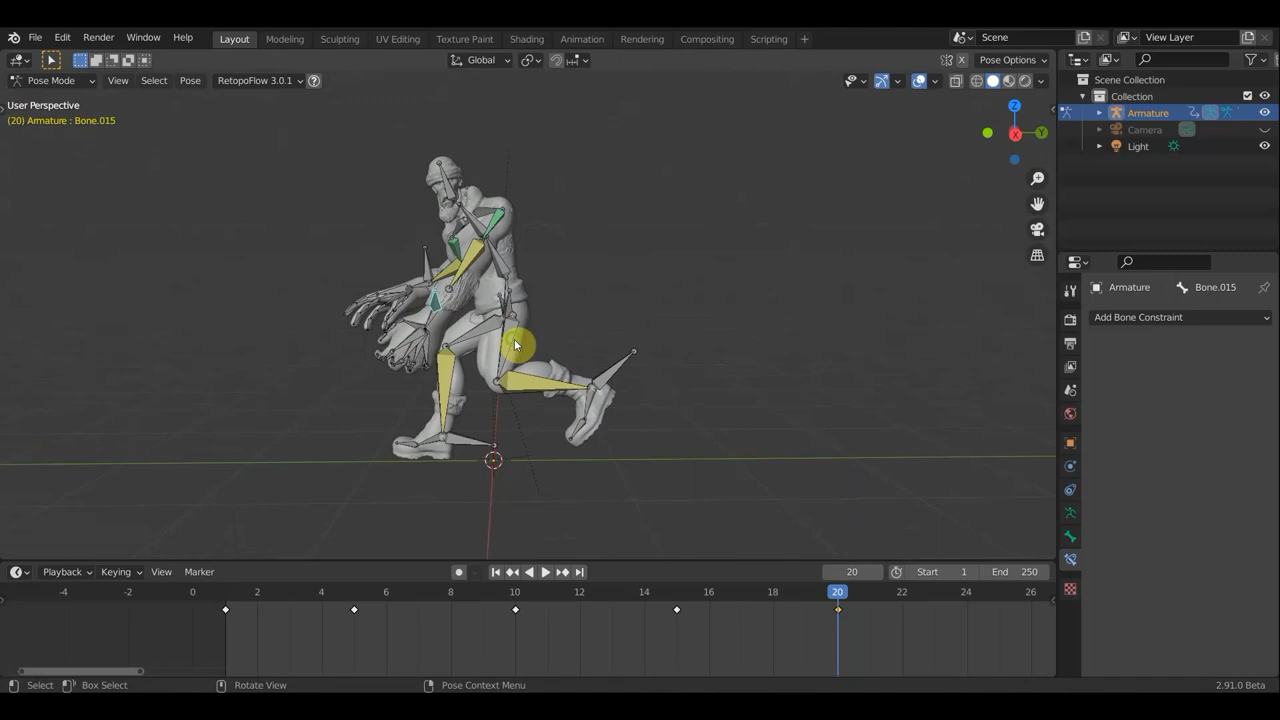 File Edit Render Window Help Layout Modeling Sculpting UV Editing Texture Paint Shading Animation Rendering Compositing Scripting + Scene View Layer
Global Pose Options
Pose Mode View Select Pose RetopoFlow 3.0.1 ?
User Perspective
(20) Armature : Bone.015
Z
X
Y
Scene Collection
Collection
Armature
Camera
Light
Armature Bone.015
Add Bone Constraint
Playback Keying View Marker 20 Start 1 End 250
-4 -2 0 2 4 6 8 10 12 14 16 18 20 22 24 26
Select Box Select Rotate View Pose Context Menu 2.91.0 Beta